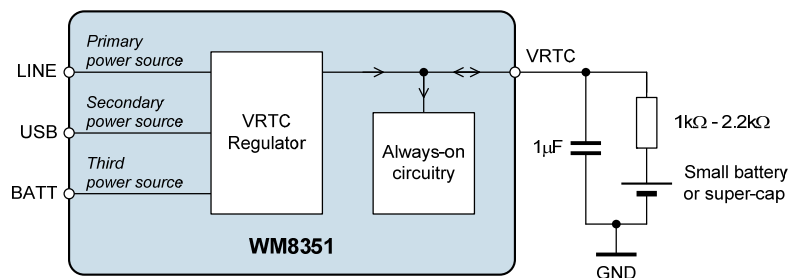 LINE
Primary
power source
USB
Secondary
power source
BATT
Third
power source
VRTC
Regulator
Always-on
circuitry
WM8351
VRTC
1µF
1kΩ - 2.2kΩ
Small battery
or super-cap
GND